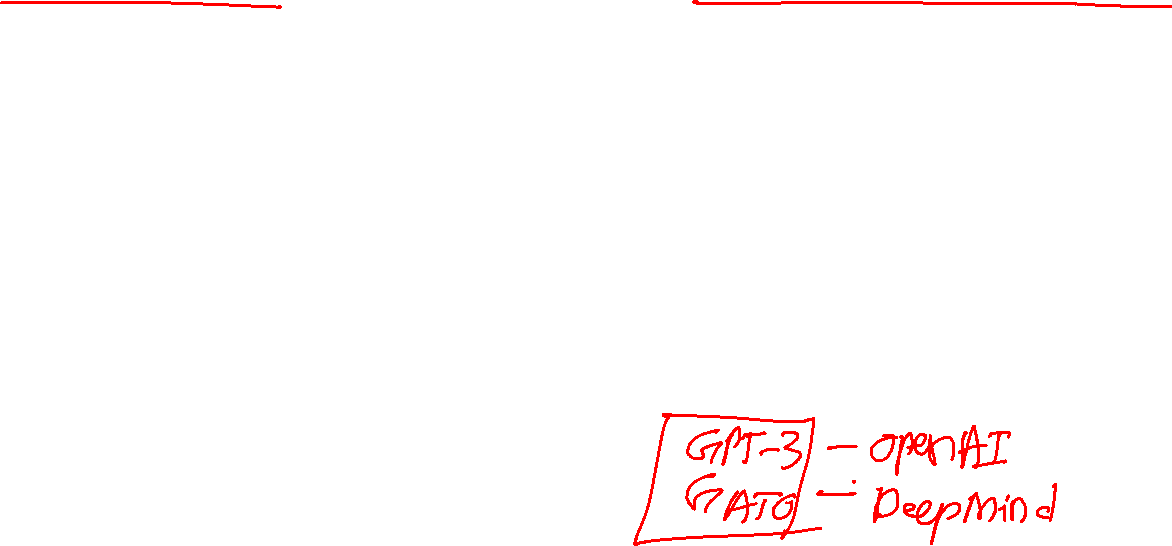 GPT-3 - OpenAI
GATO - DeepMind